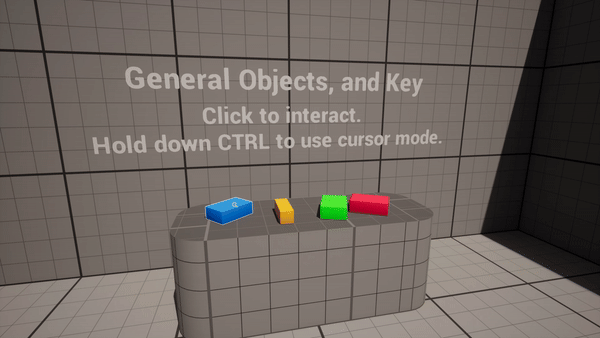 General Objects, and Key
Click to interact.
Hold down CTRL to use cursor mode.